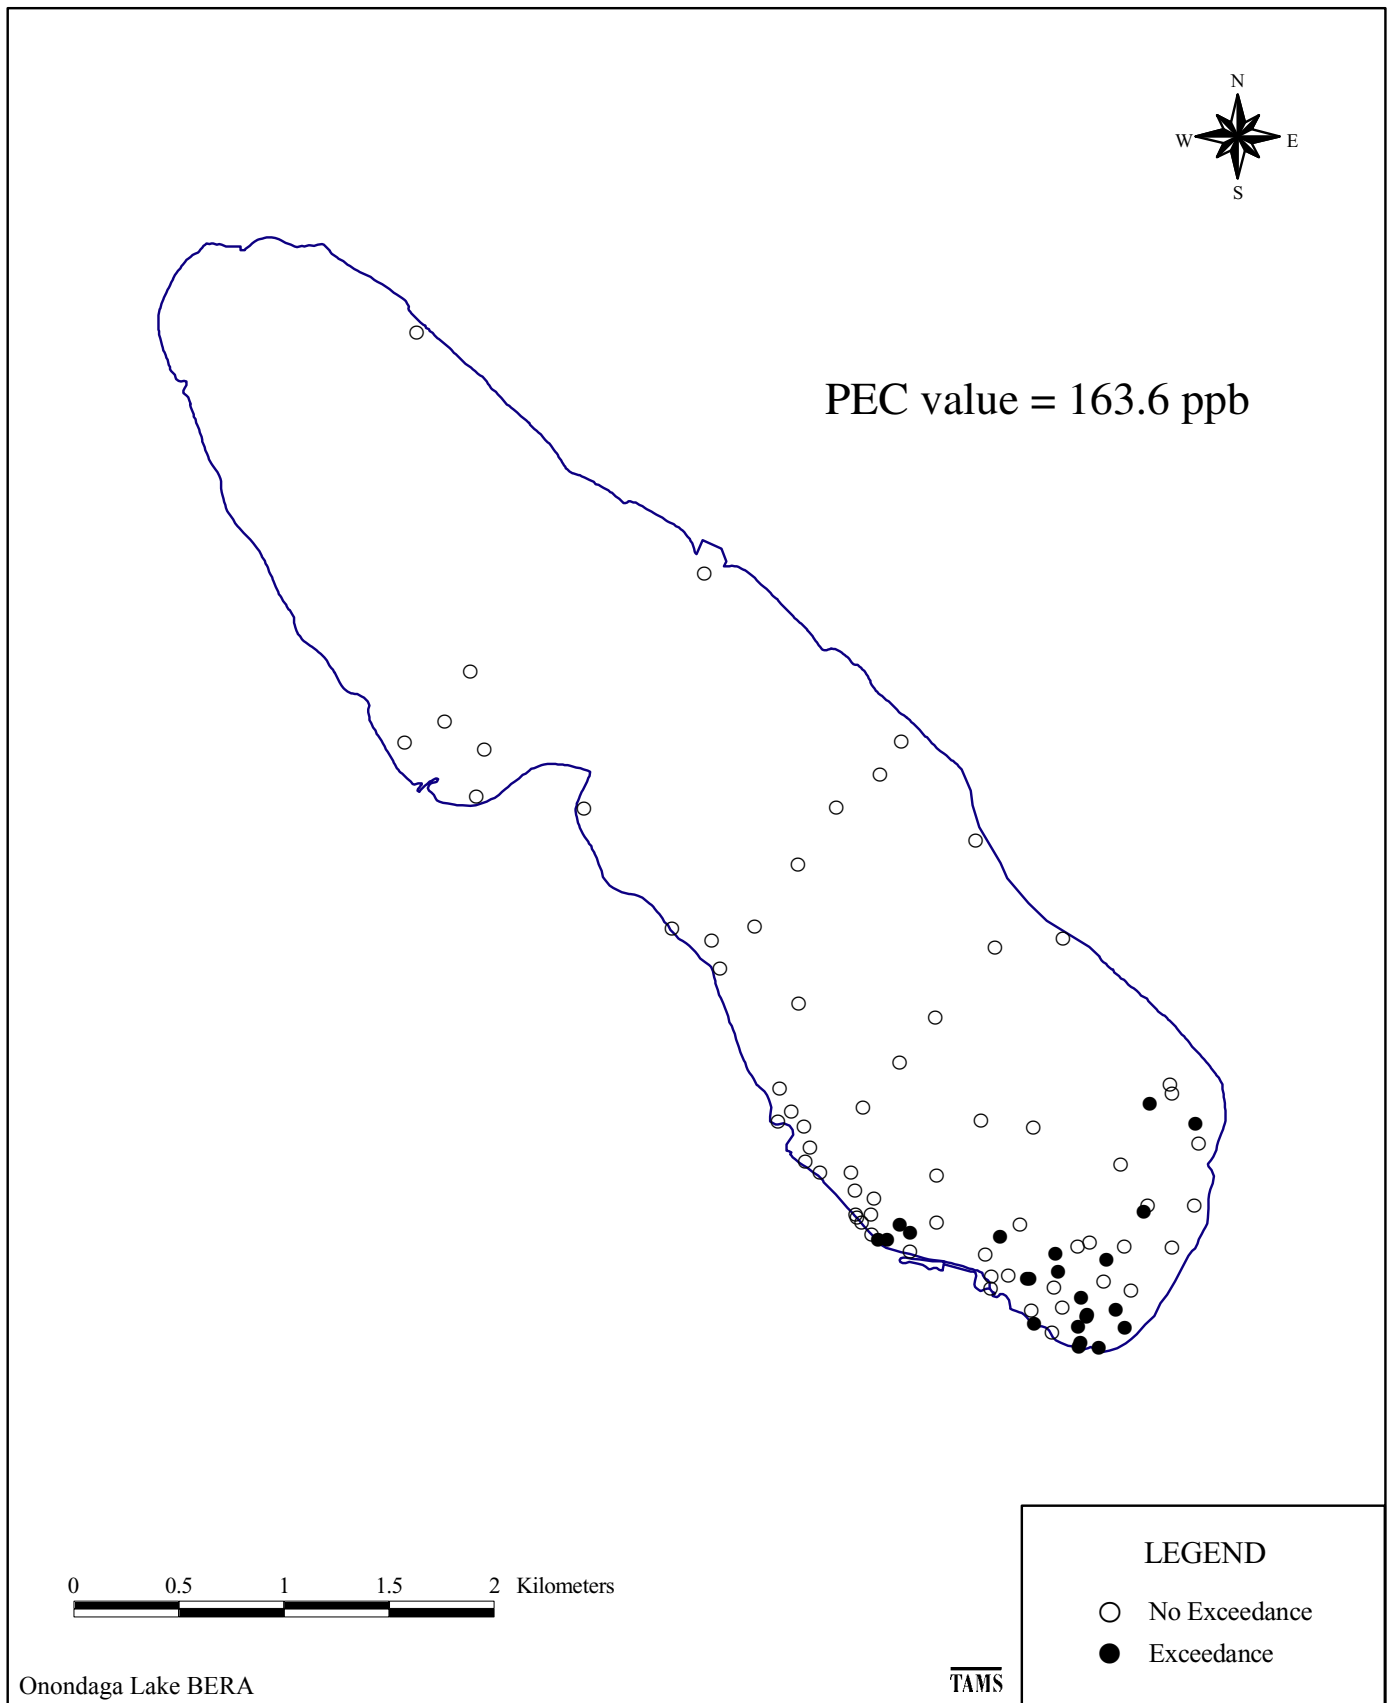 N
W E
S
PEC value = 163.6 ppb
0 0.5 1 1.5 2 Kilometers
LEGEND
No Exceedance
Exceedance
Onondaga Lake BERA
TAMS